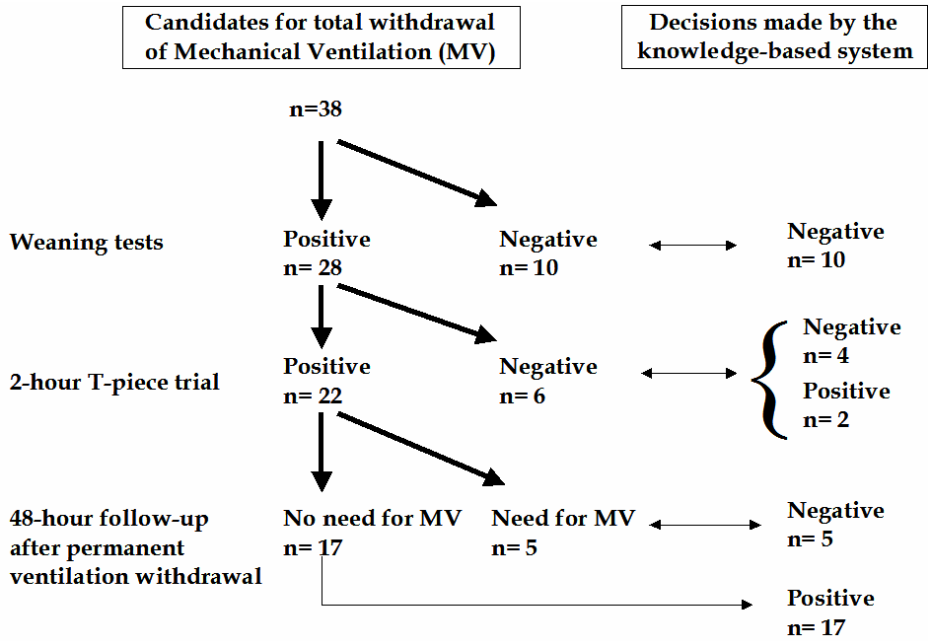 Candidates for total withdrawal
of Mechanical Ventilation (MV)
Decisions made by the
knowledge-based system
n=38
Weaning tests
Positive
n= 28
Negative
n= 10
Negative
n= 10
2-hour T-piece trial
Positive
n= 22
Negative
n= 6
{
Negative
n= 4
Positive
n= 2
48-hour follow-up
after permanent
ventilation withdrawal
No need for MV
n= 17
Need for MV
n= 5
Negative
n= 5
Positive
n= 17